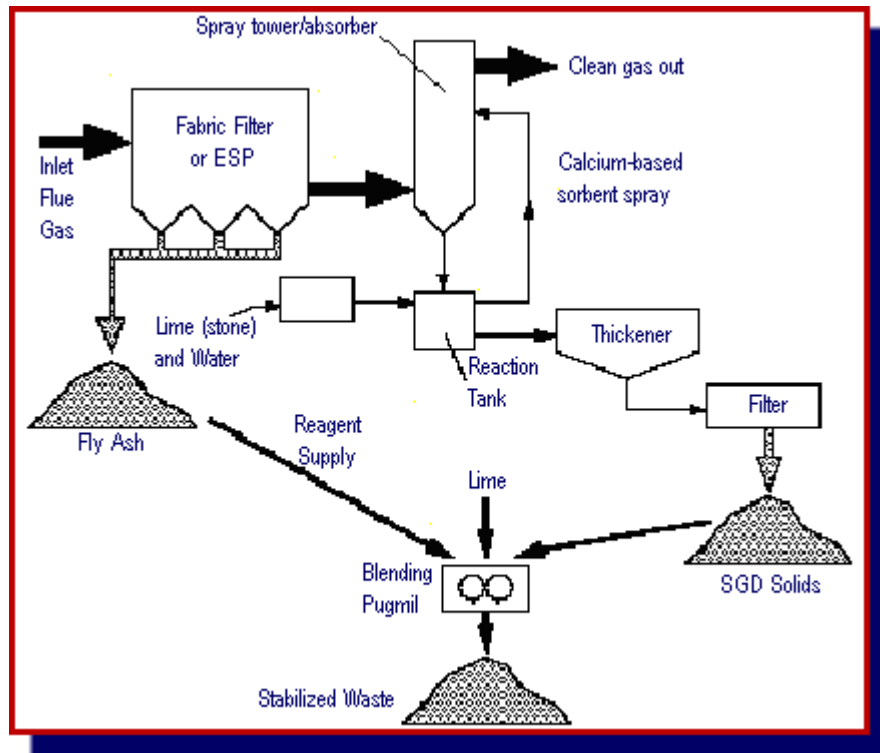 Spray tower/absorber
Clean gas out
Fabric Filter
or ESP
Inlet
Flue
Gas
Calcium-based
sorbent spray
Lime (stone)
and Water
Thickener
Reaction
Tank
Filter
Fly Ash
Reagent
Supply
Lime
SGD Solids
Blending
Pugmil
Stabilized Waste